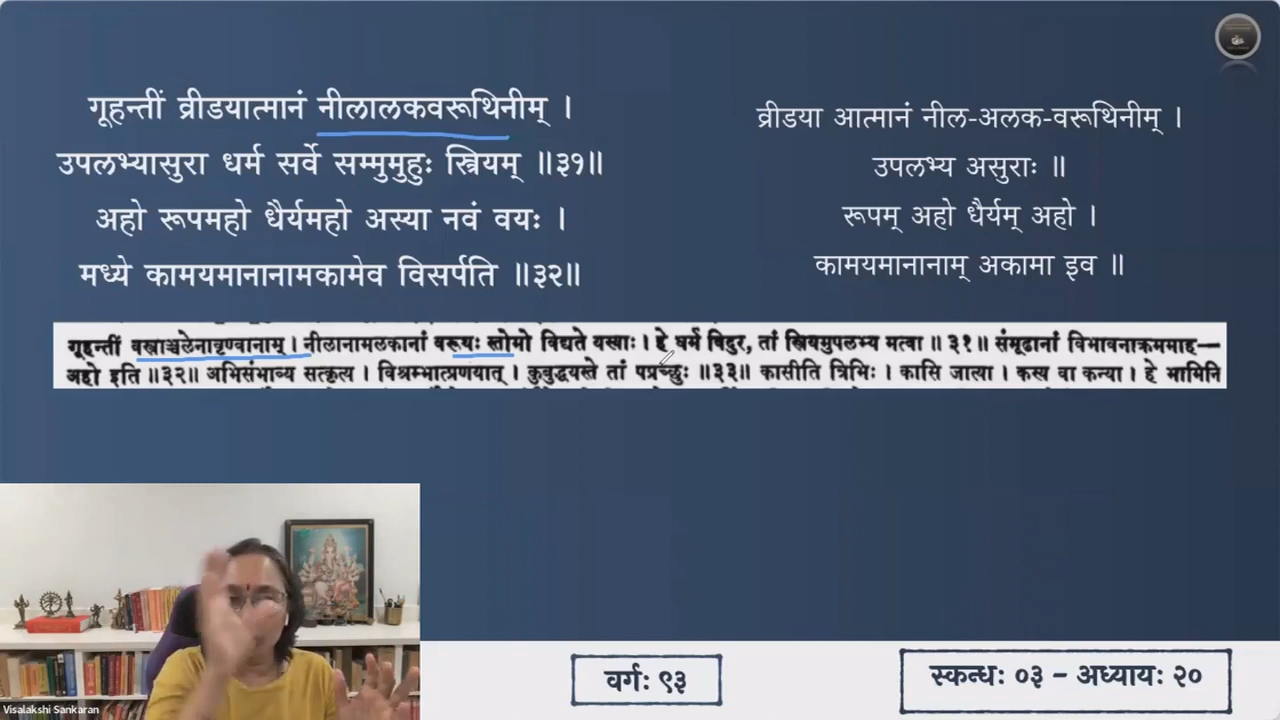 गूहन्तीं व्रीडयात्मानं नीलालकवरूथिनीम् ।
उपलभ्यासुरा धर्म सर्वे सम्मुमुहुः स्त्रियम् ॥३१॥
अहो रूपमहो धैर्यमहो अस्या नवं वयः ।
मध्ये कामयमानानामकामेव विसर्पति ॥३२॥
व्रीडया आत्मानं नील-अलक-वरूथिनीम् ।
उपलभ्य असुराः ॥
रूपम् अहो धैर्यम् अहो ।
कामयमानानाम् अकामा इव ॥
गूहन्तीं वस्त्राञ्चलेनावृण्वानाम् । नीलानामलकानां वरूथः स्तोमो विद्यते यस्याः । हे धर्म विदुर, तां स्त्रियमुपलभ्य मत्वा ॥ ३१॥ संमूढानां विभावनाक्रममाह—
अहो इति ॥३२॥ अभिसंभाव्य सत्कृत्य । विश्रम्भात्प्रणयात् । कुबुद्धयस्ते तां पप्रच्छुः ॥३३॥ कासीति त्रिभिः । कासि जात्या । कस्य वा कन्या । हे भामिनि
Visalakshi Sankaran
वर्गः ९३
स्कन्धः ०३ – अध्यायः २०